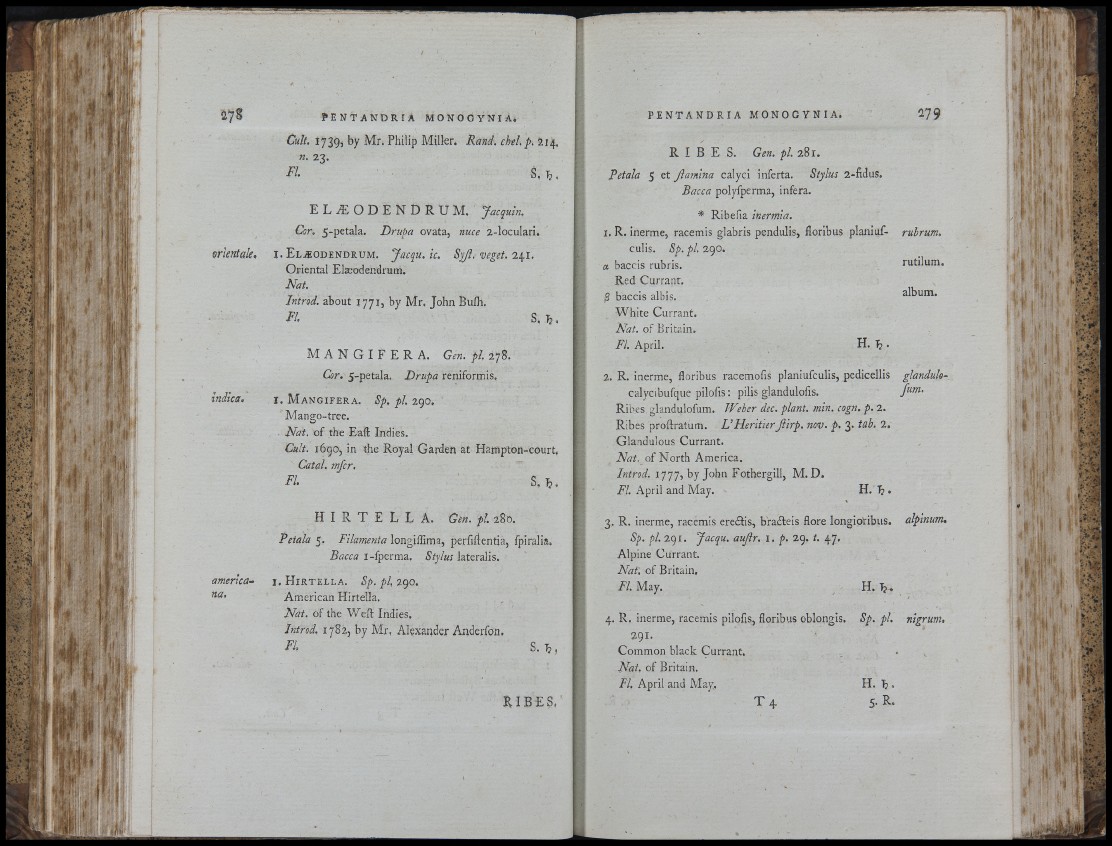 278
PENTANDRIA MONOGYNIA.
Cult. 1739, by Mr. Philip Miller. Rand. chel. p. 214.
n. 23.
Fl. S. ♄.
ELÆODENDRUM. Jacquin.
Cor. 5-petala. Drupa ovata, nuce 2-loculari.
orientale. 1. ELÆODENDRUM. Jacqu. ic. Syſt. veget. 241.
Oriental Elæodendrum.
Nat.
Introd. about 1771, by Mr. John Buſh.
Fl. S. ♄.
MANGIFERA. Gen. pl. 278.
Cor. 5-petala. Drupa reniformis.
indica. 1. MANGIFERA. Sp. pl. 290.
Mango-tree.
Nat. of the Eaſt Indies.
Cult. 1690, in the Royal Garden at Hampton-court.
Catal. mſcr.
Fl. S. ♄.
HIRTELLA. Gen. pl. 280.
Petala 5. Filamenta longiſſima, perſiſtentia, ſpiralia.
Bacca 1-ſperma. Stylus lateralis.
america- 1. HIRTELLA. Sp. pl. 290.
na. American Hirtella.
Nat. of the Weſt Indies.
Introd. 1782, by Mr. Alexander Anderſon.
Fl. S. ♄.
RIBES.
PENTANDRIA MONOGYNIA. 279
RIBES. Gen. pl. 281.
Petala 5 et ſtamina calyci inſerta. Stylus 2-fidus.
Bacca polyſperma, infera.
* Ribeſia inermia.
1. R. inerme, racemis glabris pendulis, floribus planiuſ- rubrum.
culis. Sp. pl. 290.
α baccis rubris. rutilum.
Red Currant.
β baccis albis. album.
White Currant.
Nat. of Britain.
Fl. April. H. ♄.
2. R. inerme, floribus racemoſis planiuſculis, pedicellis glandulo-
calycibuſque piloſis: pilis glanduloſis. ſum.
Ribes glanduloſum. Weber dec. plant. min. cogn. p. 2.
Ribes proſtratum. L'Heritier ſtirp. nov. p. 3. tab. 2.
Glandulous Currant.
Nat. of North America.
Introd. 1777, by John Fothergill, M. D.
Fl. April and May. H. ♄.
3. R. inerme, racemis erectis, bracteis flore longioribus. alpinum.
Sp. pl. 291. Jacqu. auſtr. 1. p. 29. t. 47.
Alpine Currant.
Nat. of Britain.
Fl. May. H. ♄.
4. R. inerme, racemis piloſis, floribus oblongis. Sp. pl. nigrum.
291.
Common black Currant.
Nat. of Britain.
Fl. April and May. H. ♄.
T 4 5. R.